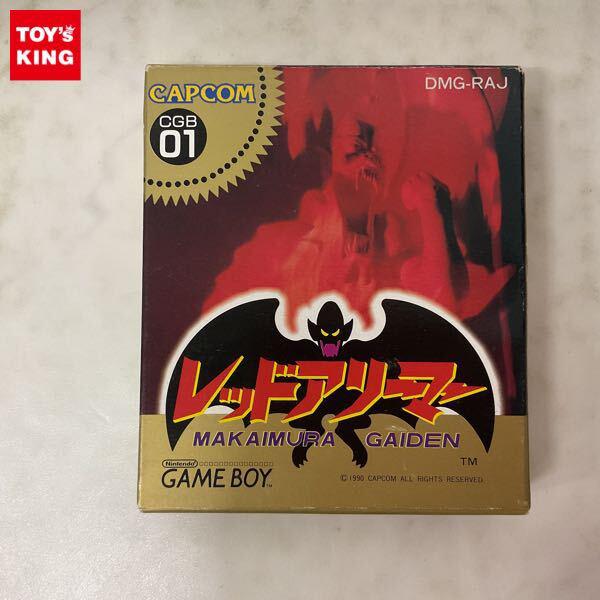 TOY's
KING
CAPCOM
CGB
01
DMG-RAJ
レッドアリーマー
MAKAIMURA GAIDEN
TM
Nintendo
GAME BOY
TM
© 1990 CAPCOM ALL RIGHTS RESERVED.